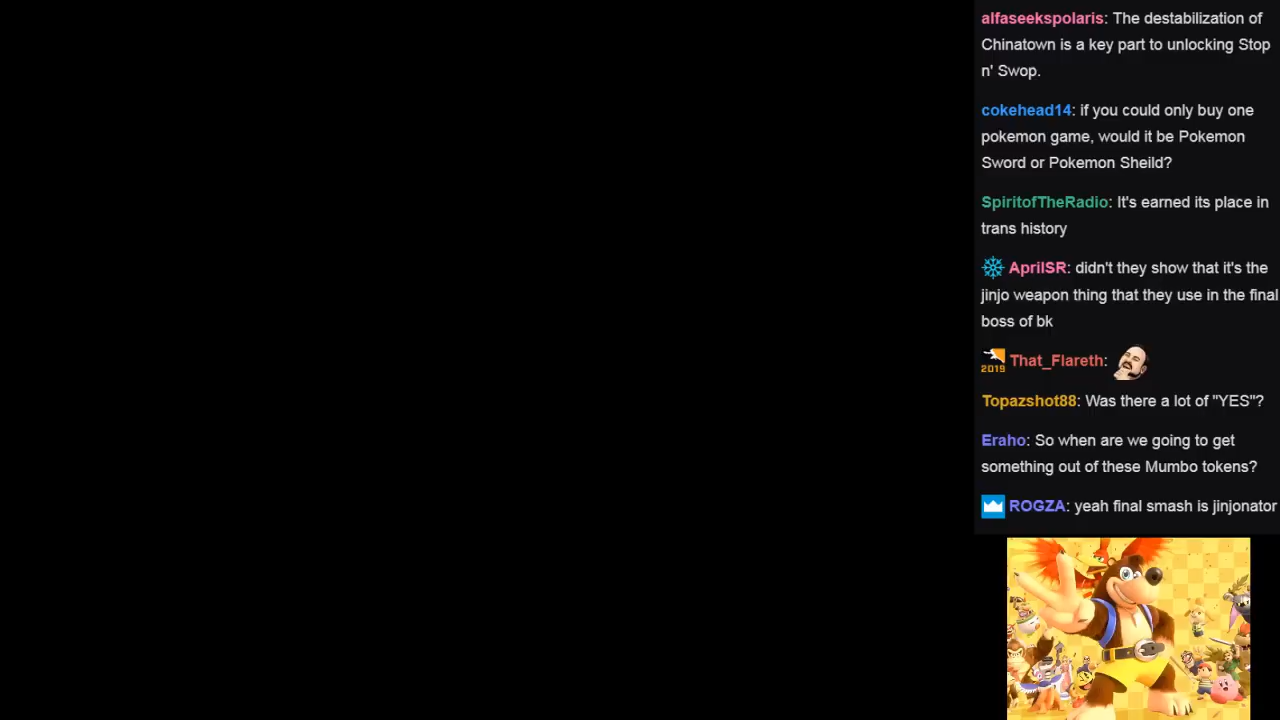 alfaseekspolaris: The destabilization of
Chinatown is a key part to unlocking Stop
n' Swop.
cokehead14: if you could only buy one
pokemon game, would it be Pokemon
Sword or Pokemon Sheild?
SpiritofTheRadio: It's earned its place in
trans history
AprilSR: didn't they show that it's the
jinjo weapon thing that they use in the final
boss of bk
2019 That_Flareth:
Topazshot88: Was there a lot of "YES"?
Eraho: So when are we going to get
something out of these Mumbo tokens?
ROGZA: yeah final smash is jinjonator